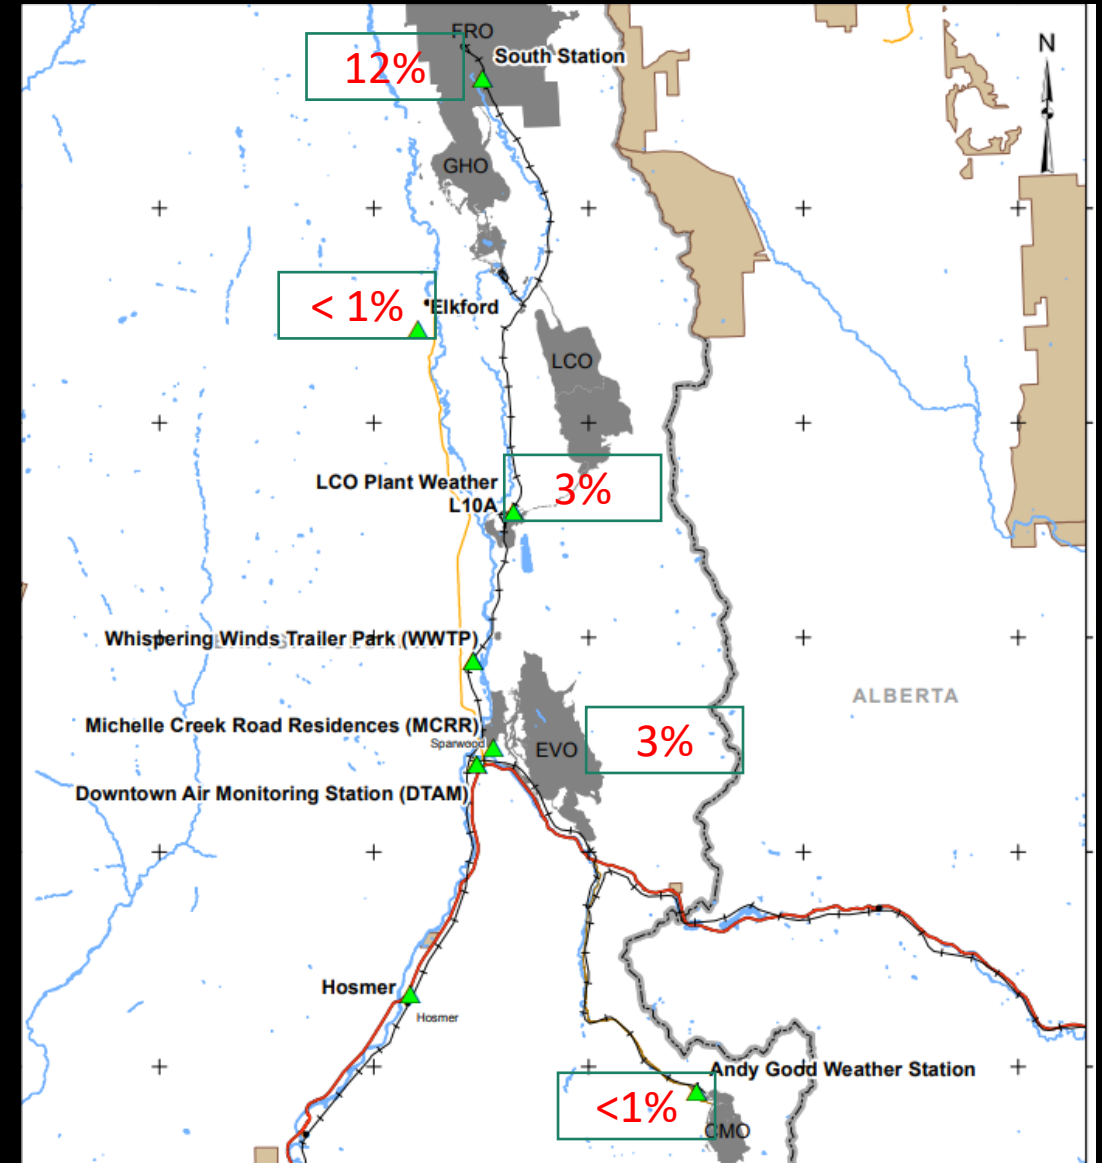 FRO
N
South Station
12%
GHO
< 1%
Elkford
LCO
LCO Plant Weather
L10A
3%
Whispering Winds Trailer Park (WWTP)
ALBERTA
Michelle Creek Road Residences (MCRR)
Sparwood
EVO
3%
Downtown Air Monitoring Station (DTAM)
Hosmer
Hosmer
Andy Good Weather Station
<1%
CMO